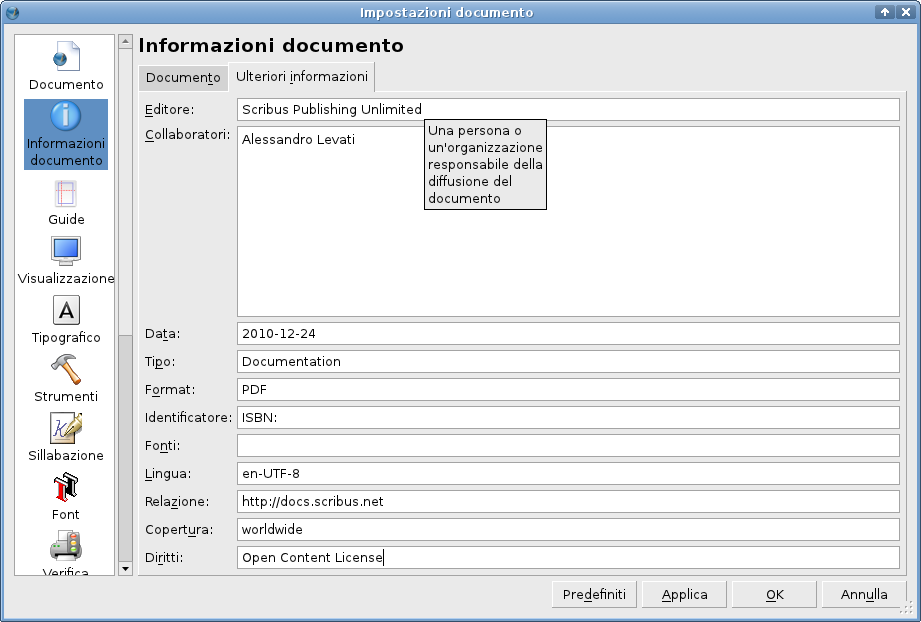 Impostazioni documento
Documento
Informazioni
documento
Guide
Visualizzazione
Tipografico
Strumenti
Sillabazione
Font
Verifica
Informazioni documento
Documento
Ulteriori informazioni
Editore: Scribus Publishing Unlimited
Collaboratori: Alessandro Levati
Una persona o
un'organizzazione
responsabile della
diffusione del
documento
Data: 2010-12-24
Tipo: Documentation
Format: PDF
Identificatore: ISBN:
Fonti:
Lingua: en-UTF-8
Relazione: http://docs.scribus.net
Copertura: worldwide
Diritti: Open Content License
Predefiniti
Applica
OK
Annulla